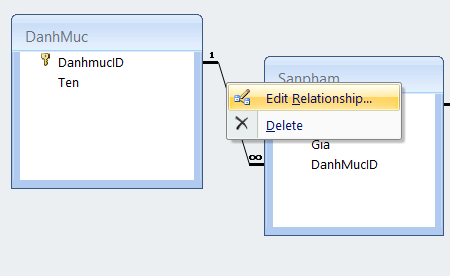 DanhMuc
DanhmucID
Ten
1
Sanpham
Edit Relationship...
Delete
Gia
DanhMucID
∞